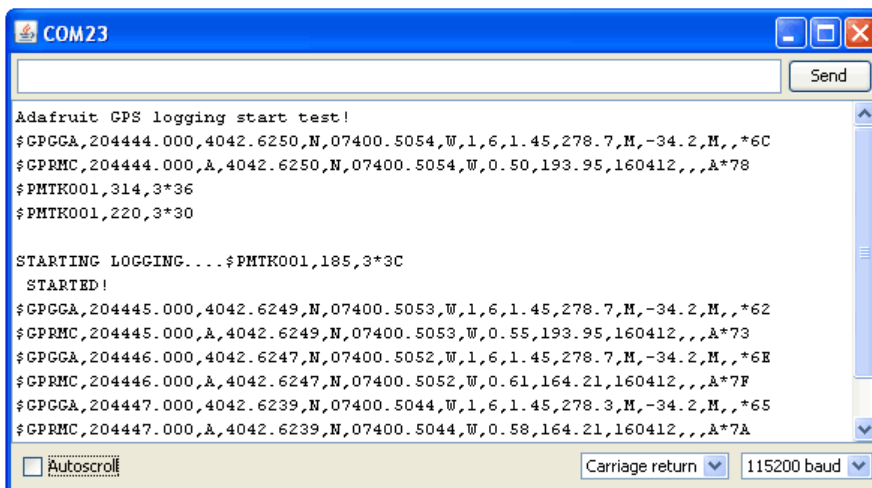 COM23
Send
Adafruit GPS logging start test!
$GPGGA,204444.000,4042.6250,N,07400.5054,W,1,6,1.45,278.7,M,-34.2,M,,*6C
$GPRMC,204444.000,A,4042.6250,N,07400.5054,W,0.50,193.95,160412,,,A*78
$PMTK001,314,3*36
$PMTK001,220,3*30
STARTING LOGGING....$PMTK001,185,3*3C
STARTED!
$GPGGA,204445.000,4042.6249,N,07400.5053,W,1,6,1.45,278.7,M,-34.2,M,,*62
$GPRMC,204445.000,A,4042.6249,N,07400.5053,W,0.55,193.95,160412,,,A*73
$GPGGA,204446.000,4042.6247,N,07400.5052,W,1,6,1.45,278.7,M,-34.2,M,,*6E
$GPRMC,204446.000,A,4042.6247,N,07400.5052,W,0.61,164.21,160412,,,A*7F
$GPGGA,204447.000,4042.6239,N,07400.5044,W,1,6,1.45,278.3,M,-34.2,M,,*65
$GPRMC,204447.000,A,4042.6239,N,07400.5044,W,0.58,164.21,160412,,,A*7A
Autoscroll
Carriage return
115200 baud